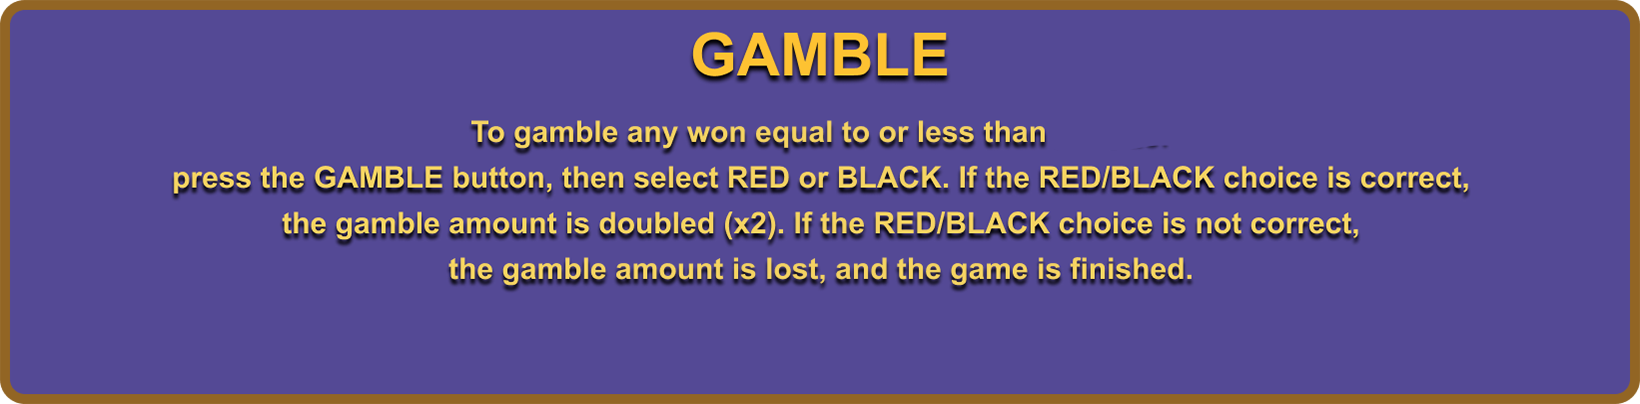 GAMBLE
To gamble any won equal to or less than
press the GAMBLE button, then select RED or BLACK. If the RED/BLACK choice is correct,
the gamble amount is doubled (x2). If the RED/BLACK choice is not correct,
the gamble amount is lost, and the game is finished.